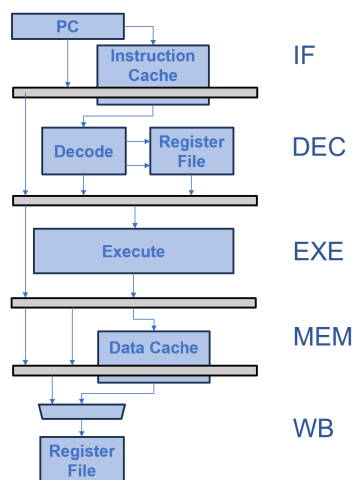 PC
IF
Instruction
Cache
DEC
Decode
Register
File
EXE
Execute
MEM
Data Cache
WB
Register
File